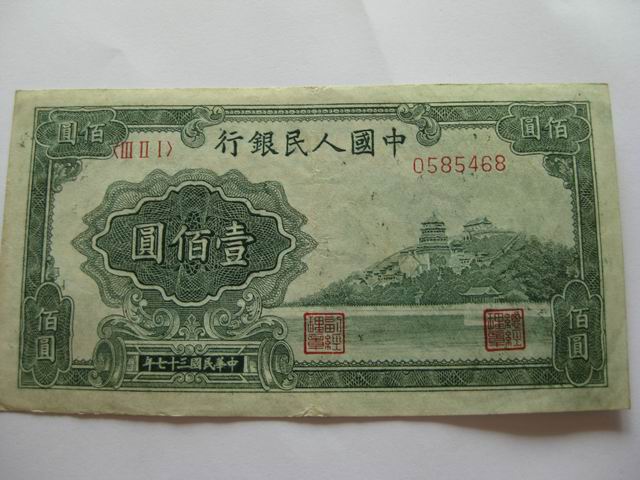 中國人民銀行
〈III II I〉
0585468
佰圓
佰圓
壹佰圓
佰圓
佰圓
中華民國三十七年